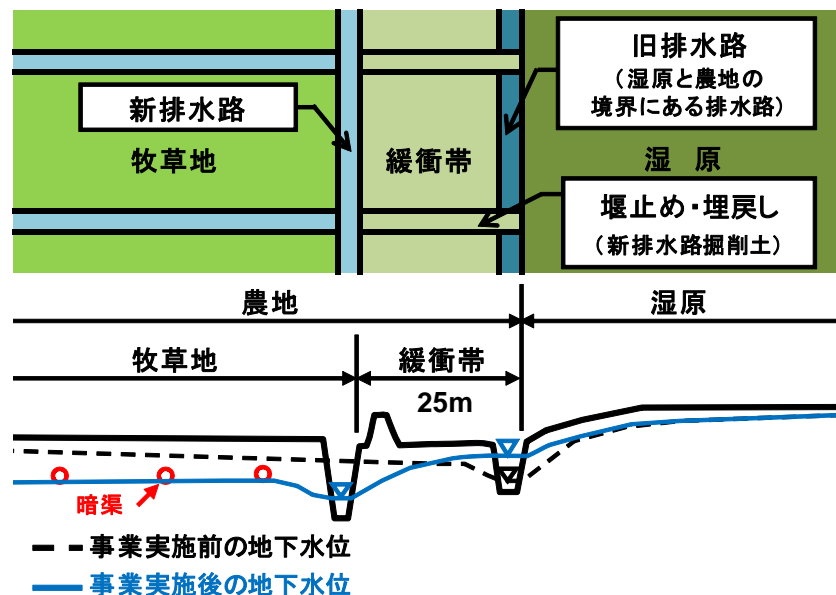 旧排水路
（湿原と農地の
境界にある排水路）
新排水路
牧草地
緩衝帯
湿 原
堰止め・埋戻し
（新排水路掘削土）
農地
湿原
牧草地
緩衝帯
25m
暗渠
事業実施前の地下水位
事業実施後の地下水位